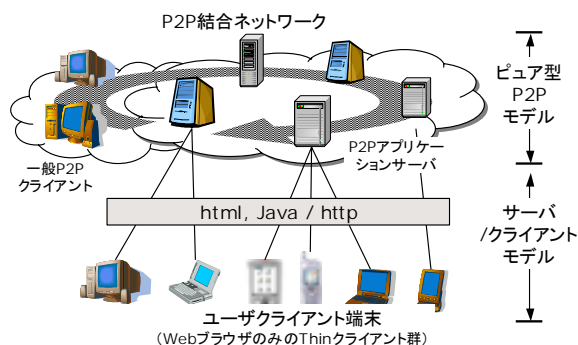 P2P結合ネットワーク
ピュア型
P2P
モデル
一般P2P
クライアント
P2Pアプリケー
ションサーバ
html, Java / http
サーバ
/クライアント
モデル
ユーザクライアント端末
(WebブラウザのみのThinクライアント群)